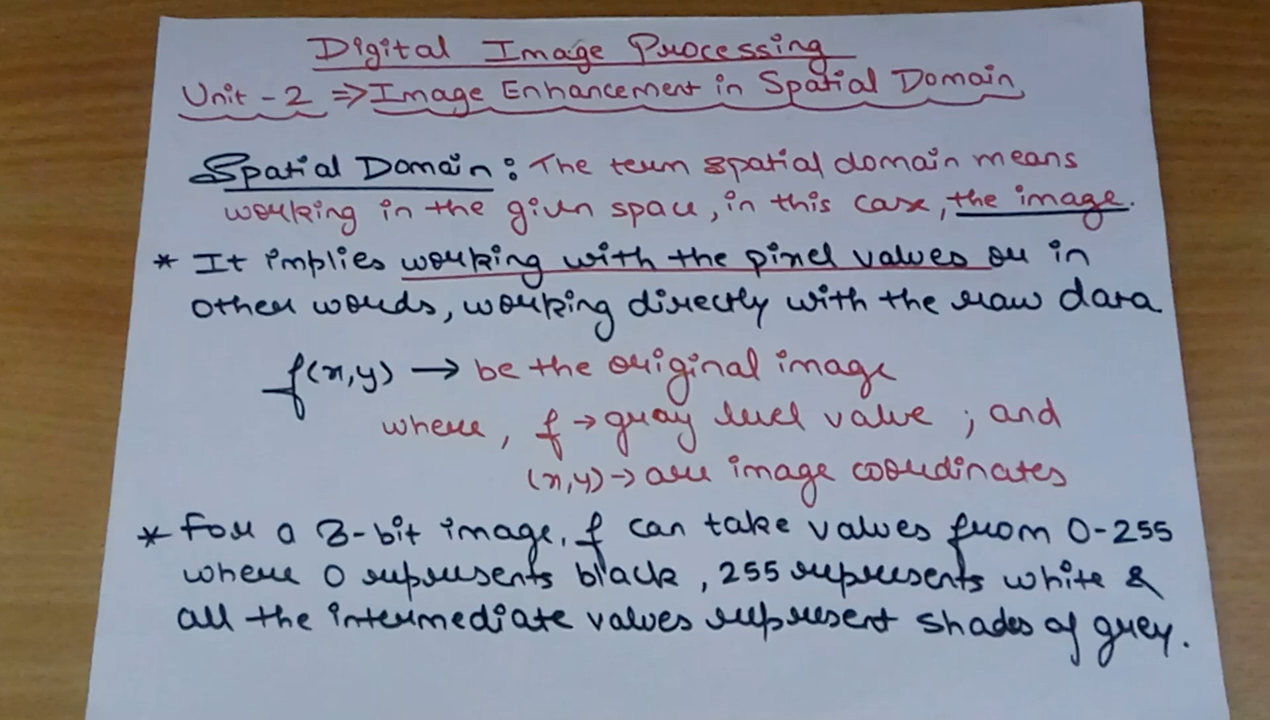 Digital Image Processing
Unit-2 ⇒ Image Enhancement in Spatial Domain
Spatial Domain: The term spatial domain means
working in the given space, in this case, the image.
* It implies working with the pixel values or in
other words, working directly with the raw data
f(x,y) → be the original image
where, f → gray level value ; and
(x,y) → are image coordinates
* For a 8-bit image, f can take values from 0-255
where 0 represents black, 255 represents white &
all the intermediate values represent shades of grey.